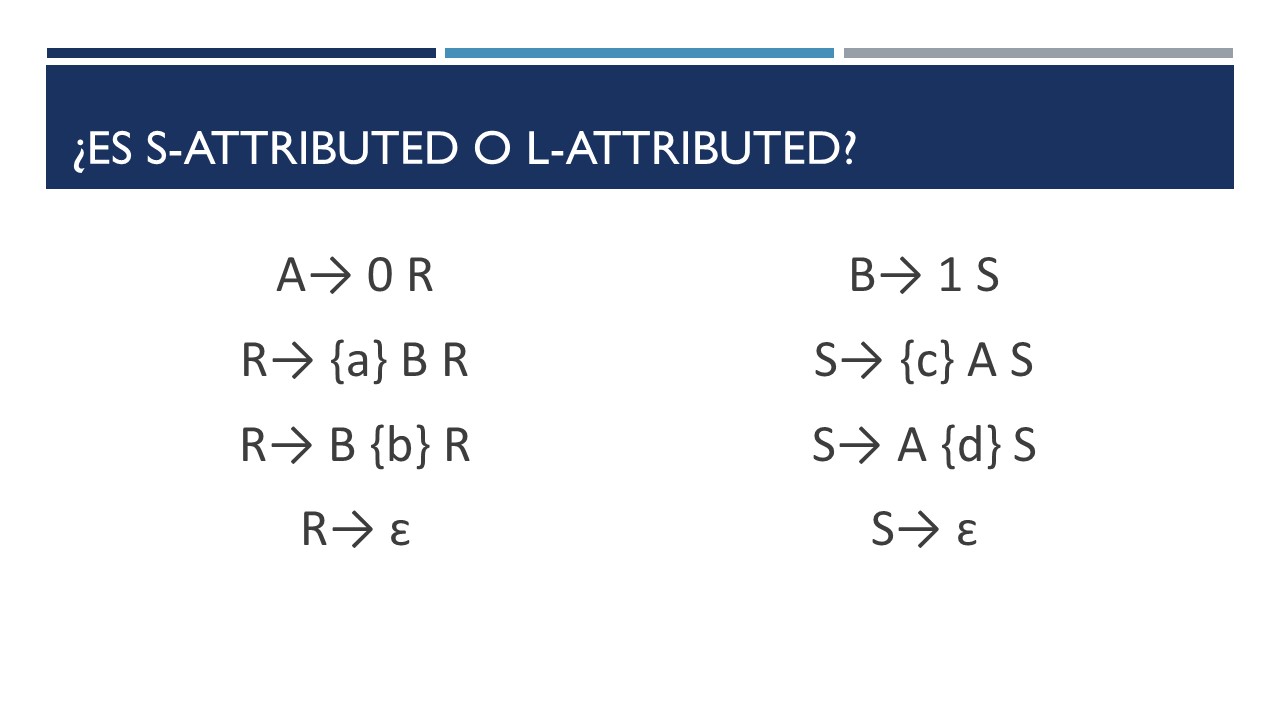 ¿ES S-ATTRIBUTED O L-ATTRIBUTED?
A→ 0 R
R→ {a} B R
R→ B {b} R
R→ ε
B→ 1 S
S→ {c} A S
S→ A {d} S
S→ ε